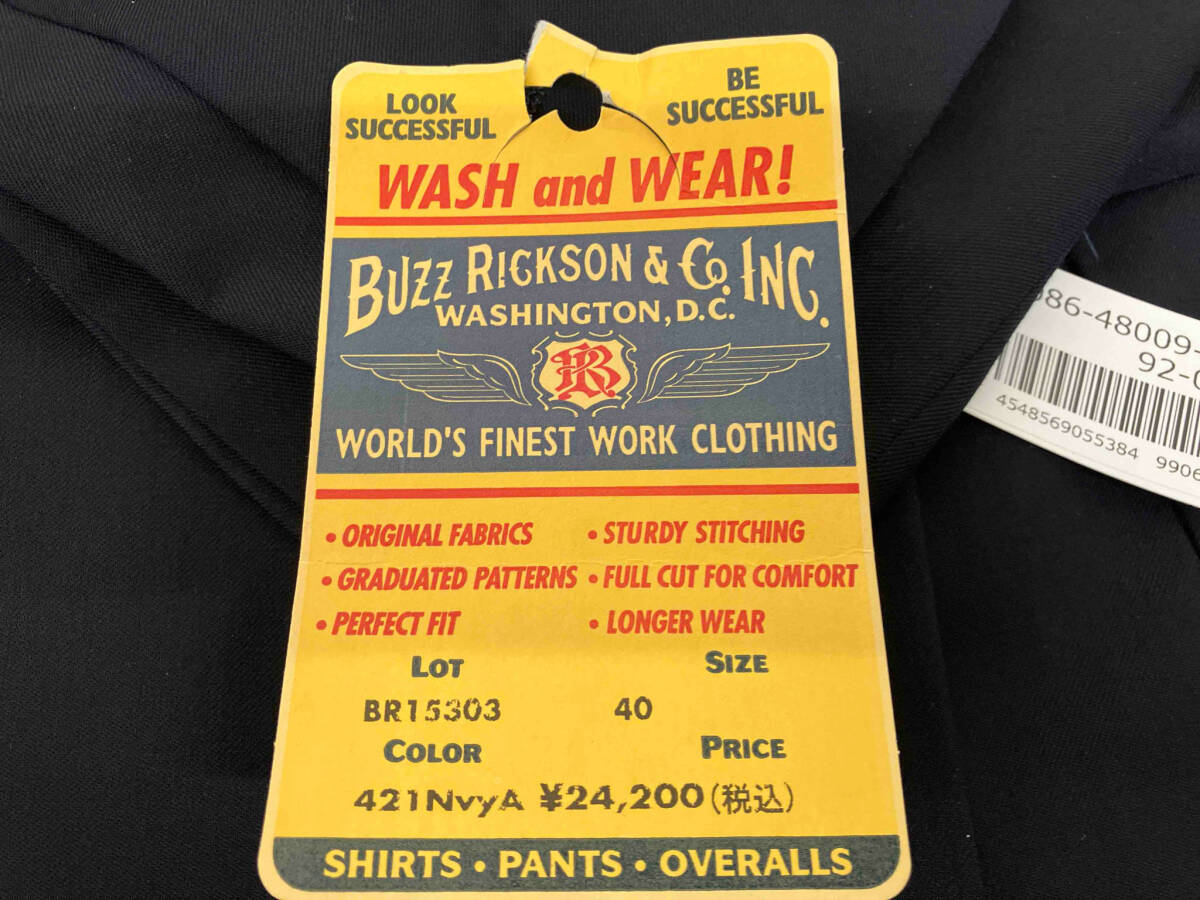 LOOK
SUCCESSFUL
BE
SUCCESSFUL
WASH and WEAR!
BUZZ RICKSON & Co. INC.
WASHINGTON, D.C.
BR
WORLD'S FINEST WORK CLOTHING
• ORIGINAL FABRICS
• STURDY STITCHING
• GRADUATED PATTERNS
• FULL CUT FOR COMFORT
• PERFECT FIT
• LONGER WEAR
LOT
SIZE
BR15303
40
COLOR
PRICE
421NvyA
¥24,200(税込)
SHIRTS • PANTS • OVERALLS
86-48009-
92-
4548569055384 9906